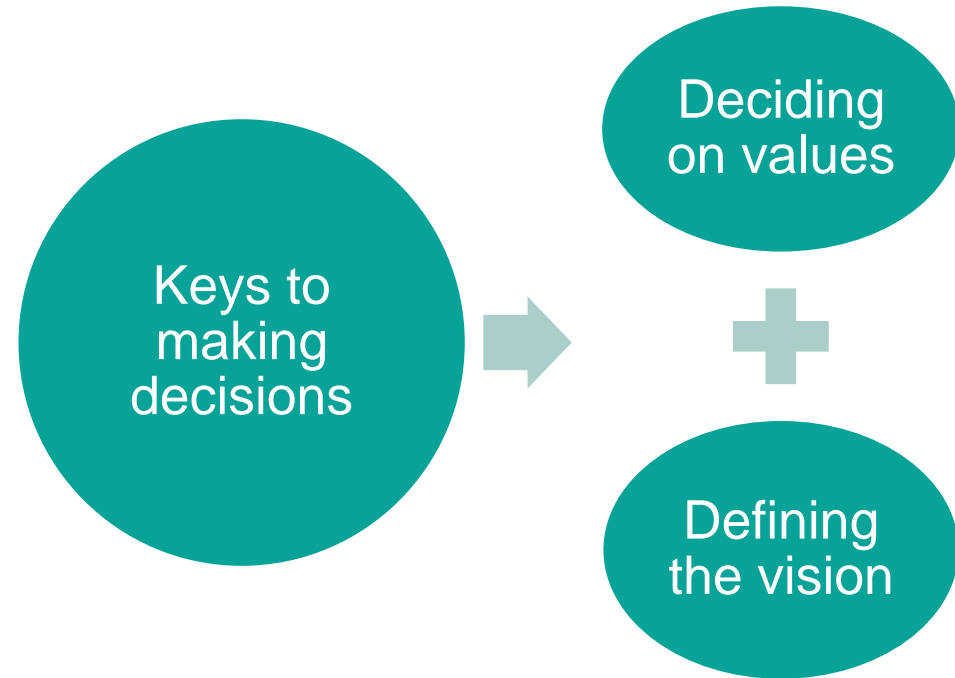 Keys to
making
decisions
Deciding
on values
Defining
the vision